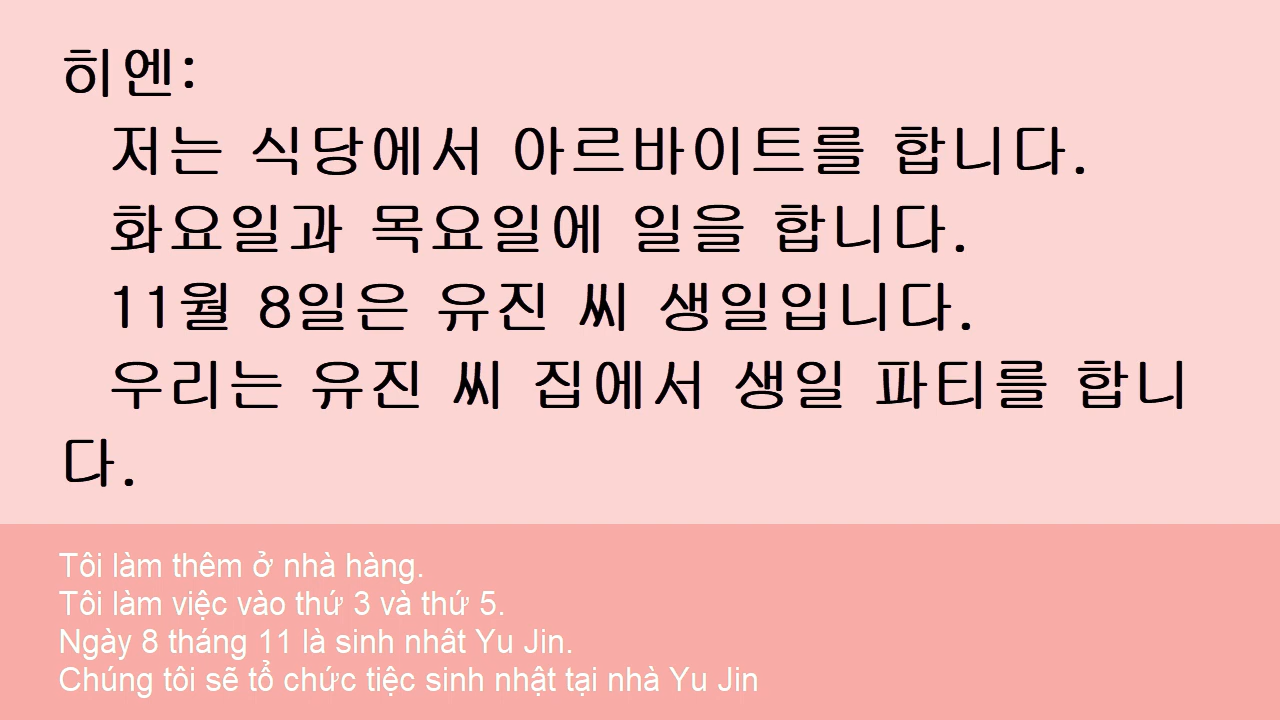 히엔:
저는 식당에서 아르바이트를 합니다.
화요일과 목요일에 일을 합니다.
11월 8일은 유진 씨 생일입니다.
우리는 유진 씨 집에서 생일 파티를 합니
다.
Tôi làm thêm ở nhà hàng.
Tôi làm việc vào thứ 3 và thứ 5.
Ngày 8 tháng 11 là sinh nhât Yu Jin.
Chúng tôi sẽ tổ chức tiệc sinh nhật tại nhà Yu Jin